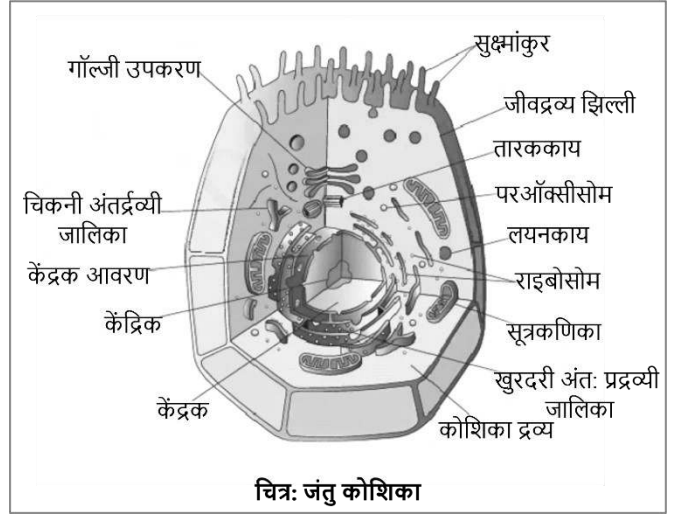 सुक्ष्मांकुर
गॉल्जी उपकरण
जीवद्रव्य झिल्ली
तारककाय
परऑक्सीसोम
चिकनी अंतर्द्रव्यी
जालिका
लयनकाय
केंद्रक आवरण
राइबोसोम
केंद्रिक
सूत्रकणिका
खुरदरी अंत: प्रद्रव्यी
जालिका
केंद्रक
कोशिका द्रव्य
चित्र: जंतु कोशिका